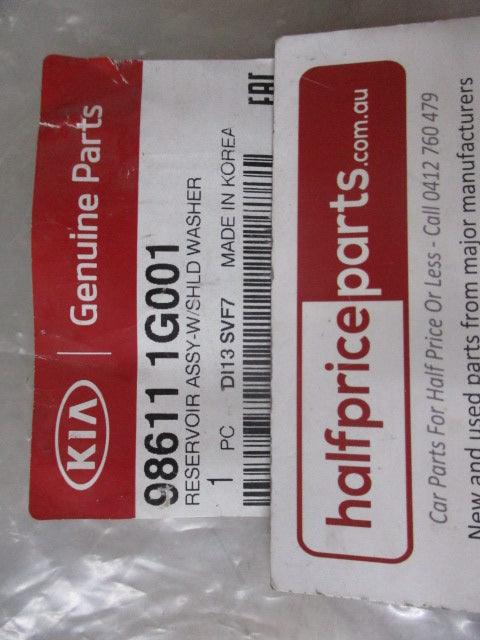 KIA | Genuine Parts
98611 1G001
RESERVOIR ASSY-W/SHLD WASHER
1 PC DI13 SVF7 MADE IN KOREA
EAC
halfpriceparts.com.au
Car Parts For Half Price Or Less - Call 0412 760 479
New and used parts from major manufacturers